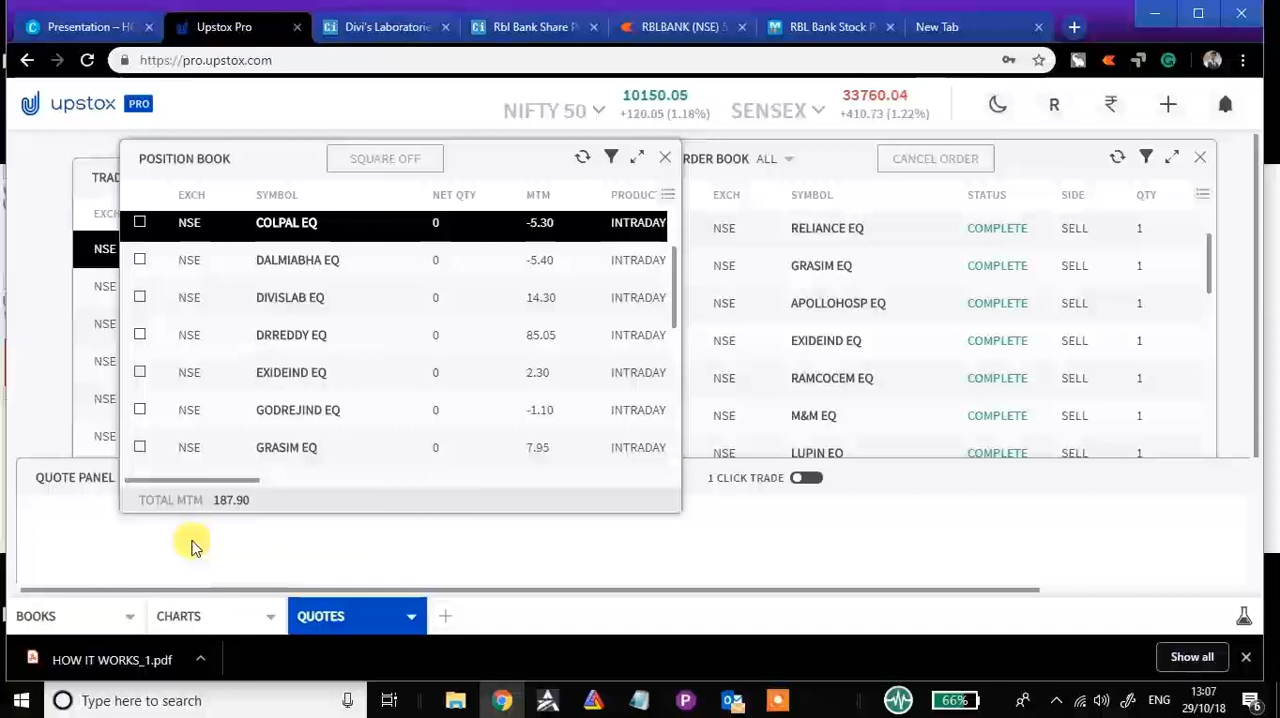 Presentation – H
Upstox Pro
Divi's Laboratorie
Rbl Bank Share P
RBLBANK (NSE) 5
RBL Bank Stock P
New Tab
https://pro.upstox.com
upstox PRO
NIFTY 50
10150.05
+120.05 (1.18%)
SENSEX
33760.04
+410.73 (1.22%)
R
₹
TRAD
EXCH
NSE
NSE
NSE
NSE
NSE
NSE
POSITION BOOK
SQUARE OFF
EXCH SYMBOL NET QTY MTM PRODUC
NSE COLPAL EQ 0 -5.30 INTRADAY
NSE DALMIABHA EQ 0 -5.40 INTRADAY
NSE DIVISLAB EQ 0 14.30 INTRADAY
NSE DRREDDY EQ 0 85.05 INTRADAY
NSE EXIDEIND EQ 0 2.30 INTRADAY
NSE GODREJIND EQ 0 -1.10 INTRADAY
NSE GRASIM EQ 0 7.95 INTRADAY
TOTAL MTM 187.90
RDER BOOK ALL
CANCEL ORDER
EXCH SYMBOL STATUS SIDE QTY
NSE RELIANCE EQ COMPLETE SELL 1
NSE GRASIM EQ COMPLETE SELL 1
NSE APOLLOHOSP EQ COMPLETE SELL 1
NSE EXIDEIND EQ COMPLETE SELL 1
NSE RAMCOCEM EQ COMPLETE SELL 1
NSE M&M EQ COMPLETE SELL 1
NSE LUPIN EQ COMPLETE SELL 1
QUOTE PANEL
1 CLICK TRADE
BOOKS
CHARTS
QUOTES
HOW IT WORKS_1.pdf
Show all
Type here to search
66%
ENG
13:07
29/10/18
6